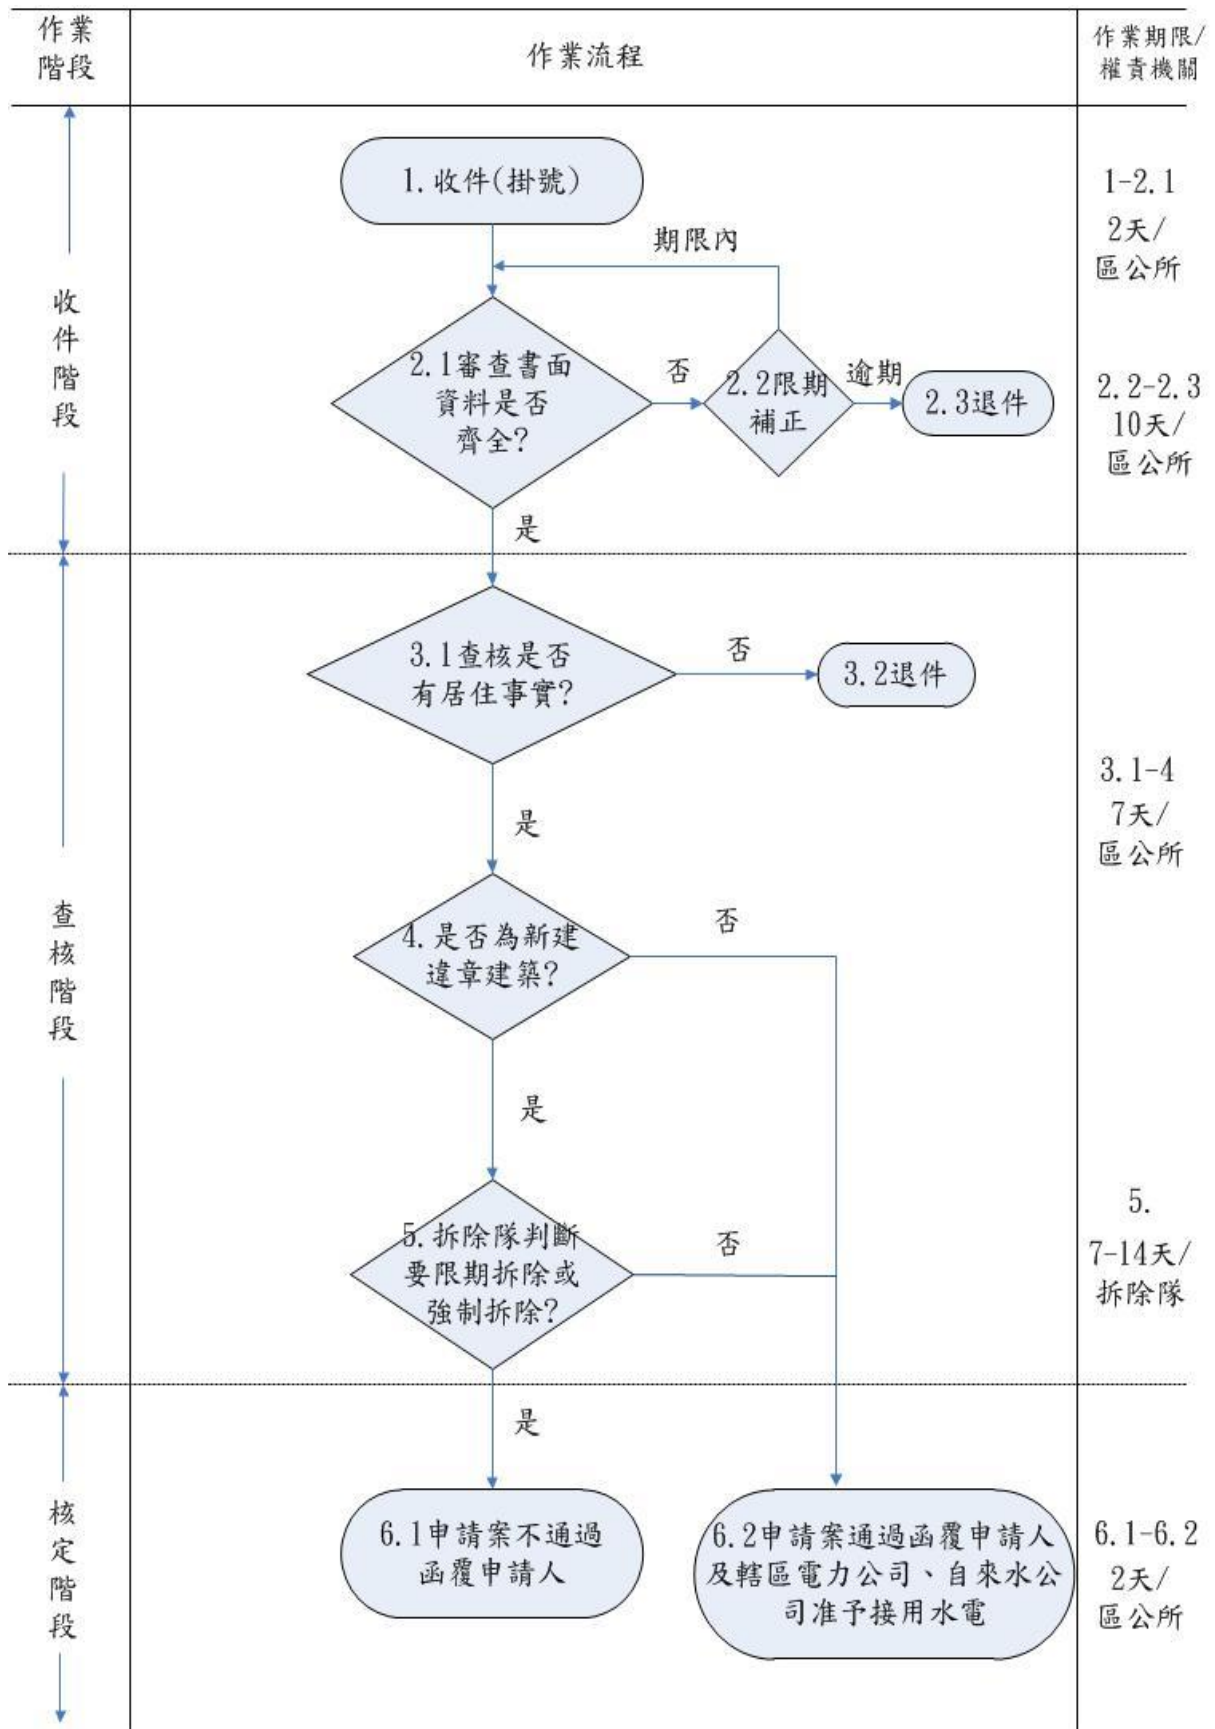 作業
階段
作業流程
作業期限/
權責機關
收件階段
1.收件(掛號)
期限內
2.1審查書面
資料是否
齊全?
否
2.2限期
補正
逾期
2.3退件
是
1-2.1
2天/
區公所
2.2-2.3
10天/
區公所
查核階段
3.1查核是否
有居住事實?
否
3.2退件
是
4.是否為新建
違章建築?
否
是
5.拆除隊判斷
要限期拆除或
強制拆除?
否
3.1-4
7天/
區公所
5.
7-14天/
拆除隊
核定階段
是
6.1申請案不通過
函覆申請人
6.2申請案通過函覆申請人
及轄區電力公司、自來水公
司准予接用水電
6.1-6.2
2天/
區公所